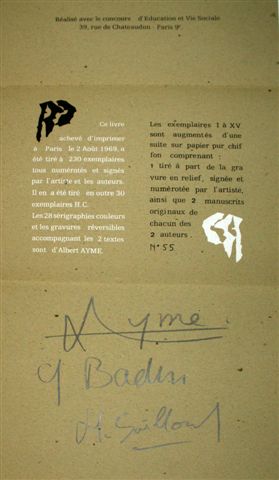 Réalisé avec le concours d'Education et Vie Sociale
39, rue de Chateaudun - Paris 9e
Ce livre
achevé d'imprimer
à Paris le 2 Août 1969, a
été tiré à 230 exemplaires
tous numérotés et signés
par l'artiste et les auteurs.
Il en a été tiré en outre 30
exemplaires H.C.
Les 28 sérigraphies couleurs
et les gravures réversibles
accompagnant les 2 textes
sont d'Albert AYME.
Les exemplaires 1 à XV
sont augmentés d'une
suite sur papier pur chif
fon comprenant :
1 tiré à part de la gra
vure en relief, signée et
numérotée par l'artiste,
ainsi que 2 manuscrits
originaux de
chacun des
2 auteurs.
N° 55
Ayme